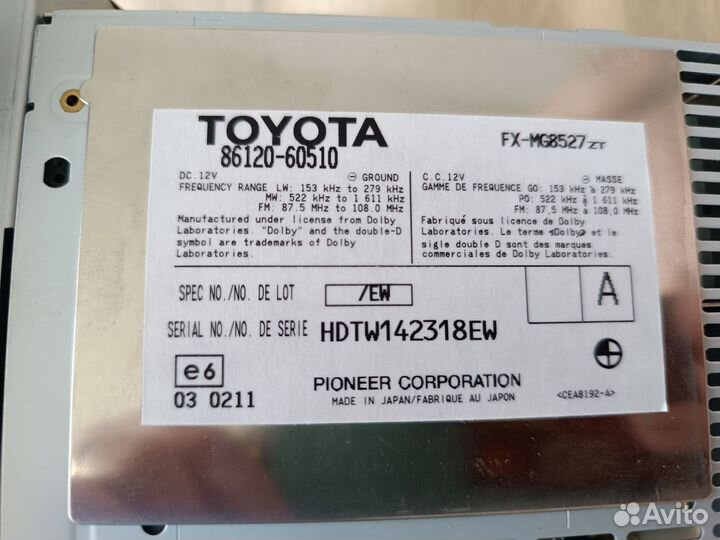 TOYOTA
86120-60510
FX-MG8527ZT
DC. 12V ⊖ GROUND
FREQUENCY RANGE LW: 153 kHz to 279 kHz
MW: 522 kHz to 1 611 kHz
FM: 87.5 MHz to 108.0 MHz
Manufactured under license from Dolby
Laboratories. "Dolby" and the double-D
symbol are trademarks of Dolby
Laboratories.
C.C. 12V ⊖ MASSE
GAMME DE FREQUENCE GO: 153 kHz à 279 kHz
PO: 522 kHz à 1 611 kHz
FM: 87,5 MHz à 108,0 MHz
Fabriqué sous licence de Dolby
Laboratories. Le terme «Dolby» et le
sigle double D sont des marques
commerciales de Dolby Laboratories.
SPEC NO./NO. DE LOT /EW
A
SERIAL NO./NO. DE SERIE HDTW142318EW
e6
03 0211
PIONEER CORPORATION
MADE IN JAPAN/FABRIQUE AU JAPON
<CEA8192-A>
Avito